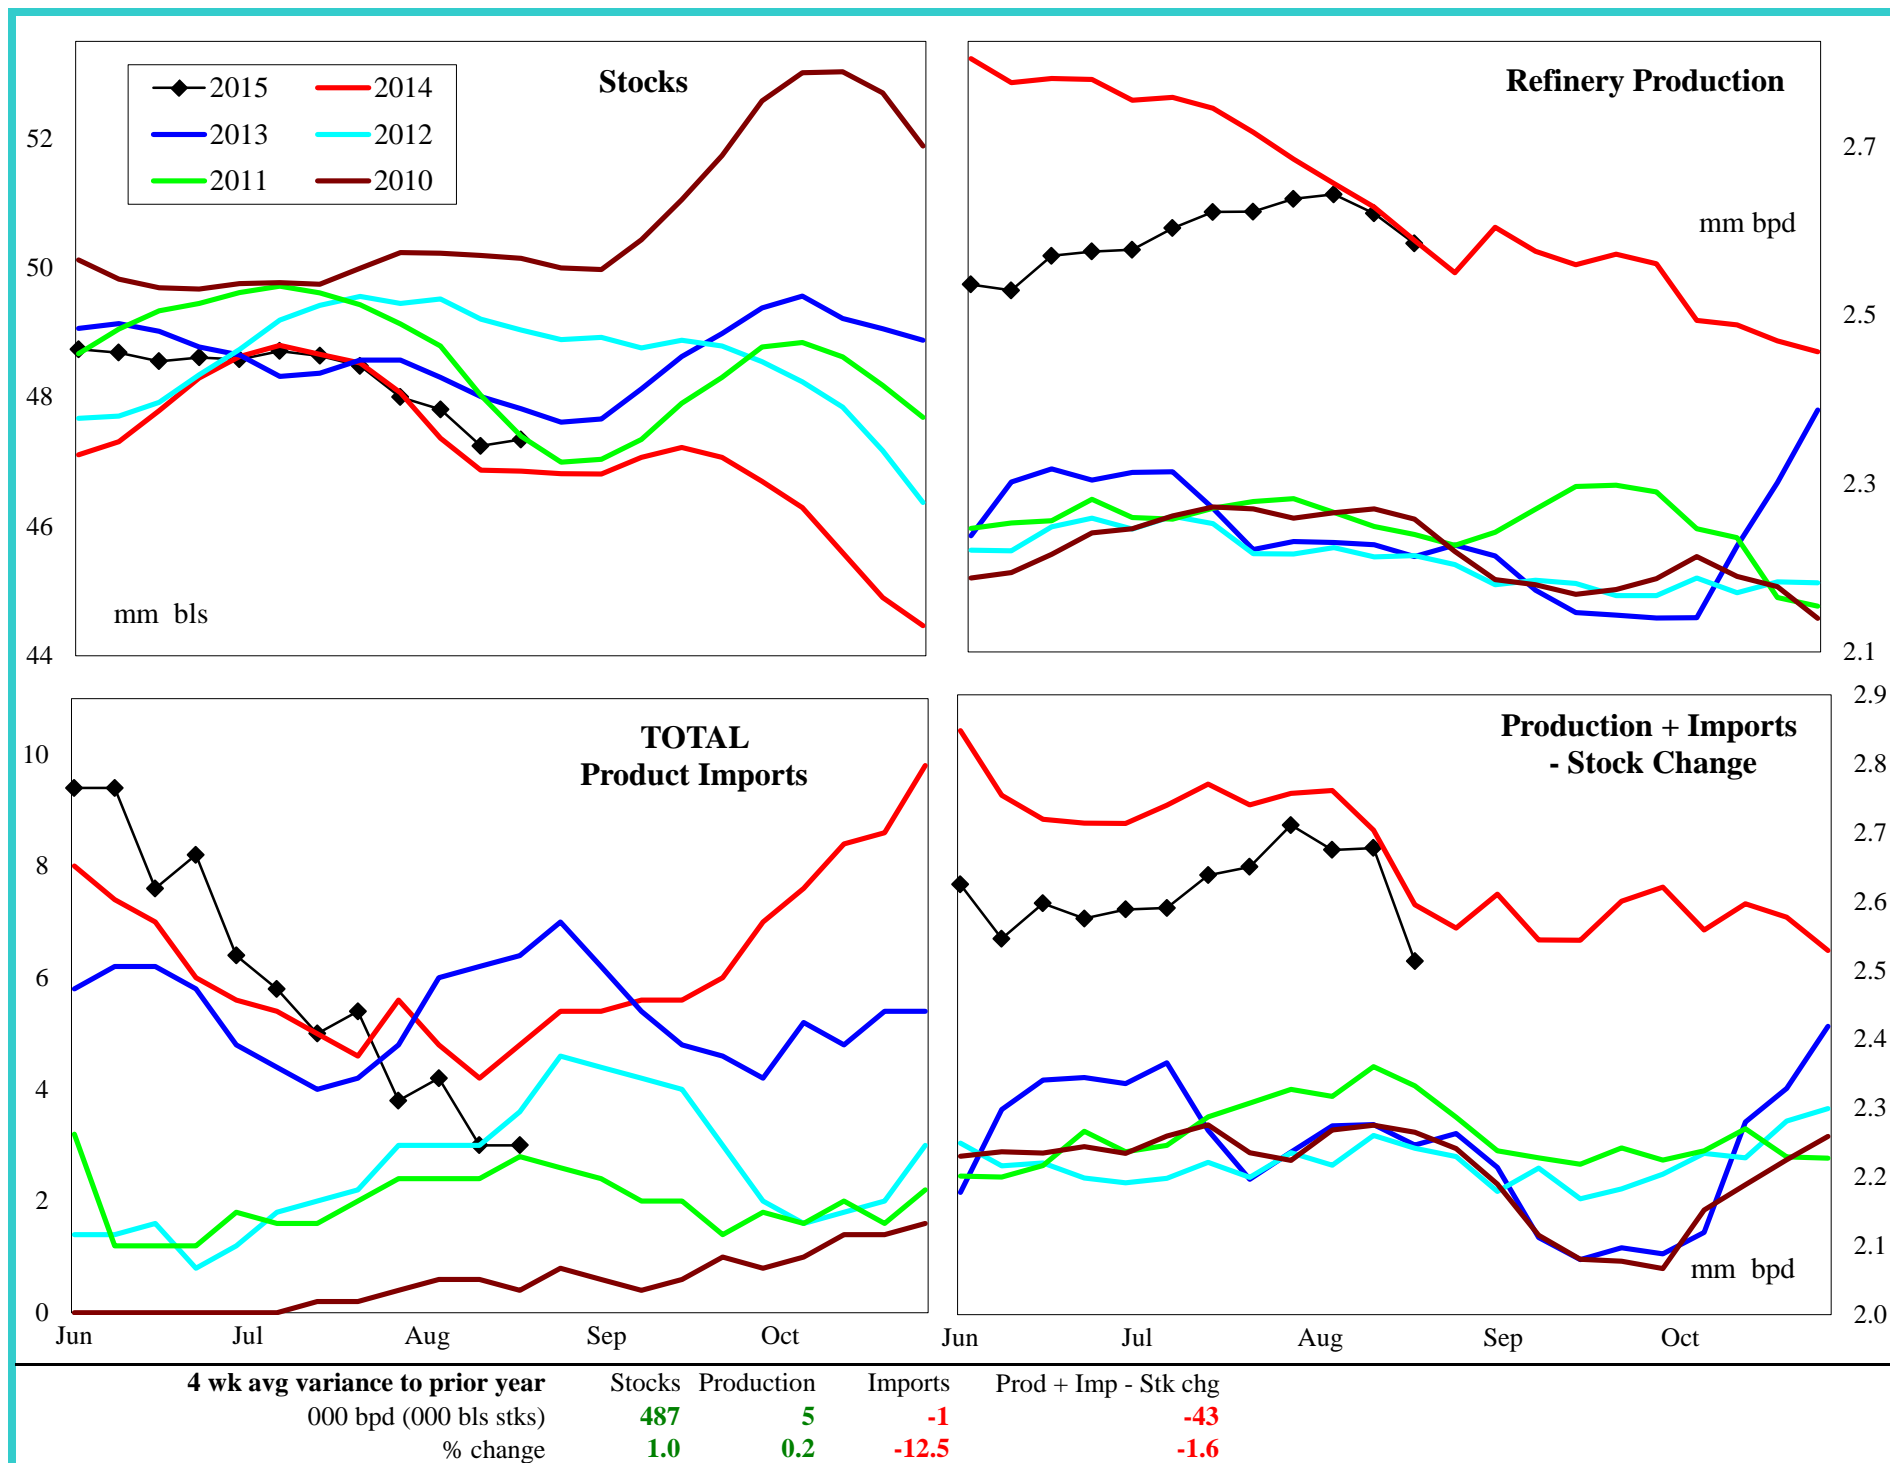 Stocks
2015 2014
2013 2012
2011 2010
52
50
48
46
44
mm bls
Refinery Production
mm bpd
2.7
2.5
2.3
2.1
TOTAL
Product Imports
10
8
6
4
2
0
Jun Jul Aug Sep Oct
Production + Imports
- Stock Change
2.9
2.8
2.7
2.6
2.5
2.4
2.3
2.2
2.1
2.0
mm bpd
Jun Jul Aug Sep Oct
4 wk avg variance to prior year Stocks Production Imports Prod + Imp - Stk chg
000 bpd (000 bls stks) 487 5 -1 -43
% change 1.0 0.2 -12.5 -1.6